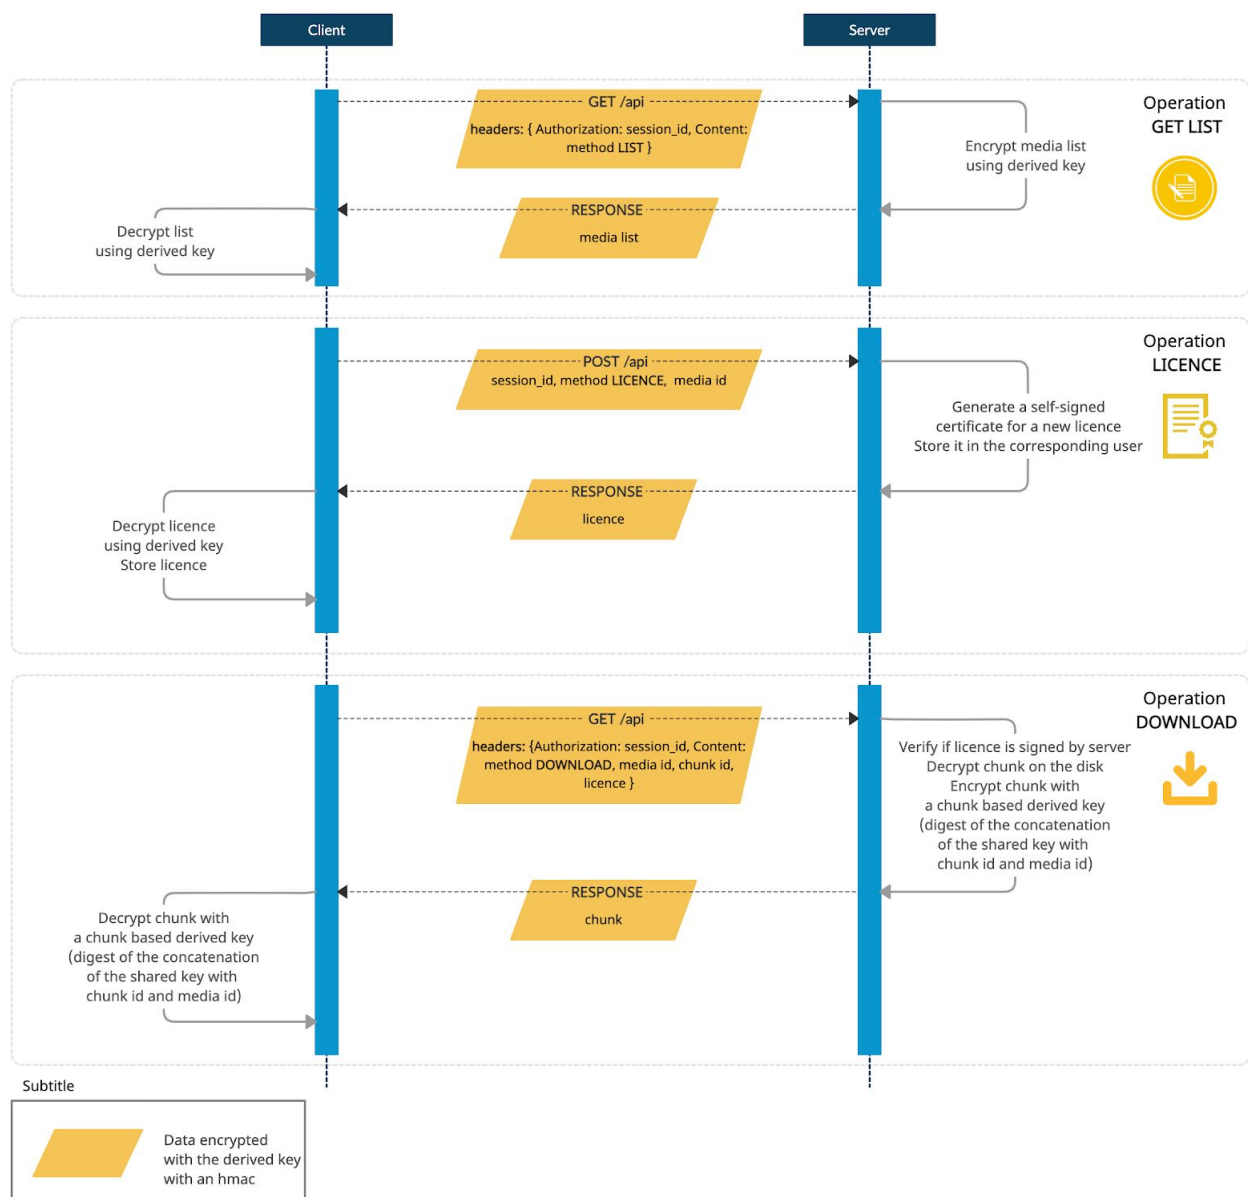 Client
Server
GET /api
headers: { Authorization: session_id, Content:
method LIST }
Encrypt media list
using derived key
Operation
GET LIST
RESPONSE
media list
Decrypt list
using derived key
POST /api
session_id, method LICENCE, media id
Generate a self-signed
certificate for a new licence
Store it in the corresponding user
Operation
LICENCE
RESPONSE
licence
Decrypt licence
using derived key
Store licence
GET /api
headers: {Authorization: session_id, Content:
method DOWNLOAD, media id, chunk id,
licence }
Verify if licence is signed by server
Decrypt chunk on the disk
Encrypt chunk with
a chunk based derived key
(digest of the concatenation
of the shared key with
chunk id and media id)
Operation
DOWNLOAD
RESPONSE
chunk
Decrypt chunk with
a chunk based derived key
(digest of the concatenation
of the shared key with
chunk id and media id)
Subtitle
Data encrypted
with the derived key
with an hmac